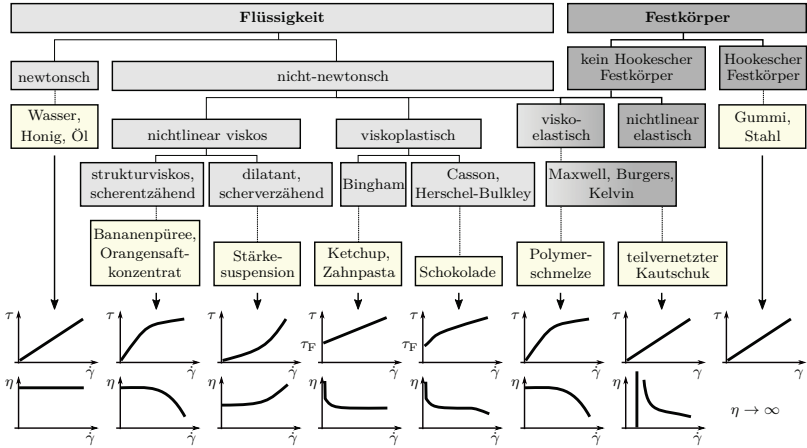 Flüssigkeit
Festkörper
newtonsch
nicht-newtonsch
kein Hookescher
Festkörper
Hookescher
Festkörper
Wasser,
Honig, Öl
nichtlinear viskos
viskoplastisch
visko-
elastisch
nichtlinear
elastisch
Gummi,
Stahl
strukturviskos,
scherentzähend
dilatant,
scherverzähend
Bingham
Casson,
Herschel-Bulkley
Maxwell, Burgers,
Kelvin
Bananenpüree,
Orangensaft-
konzentrat
Stärke-
suspension
Ketchup,
Zahnpasta
Schokolade
Polymer-
schmelze
teilvernetzter
Kautschuk
τ τ τ τ τ τ τ τ
τF τF
γ̇ γ̇ γ̇ γ̇ γ̇ γ̇ γ̇ γ
η η η η η η η
η → ∞
γ̇ γ̇ γ̇ γ̇ γ̇ γ̇ γ̇